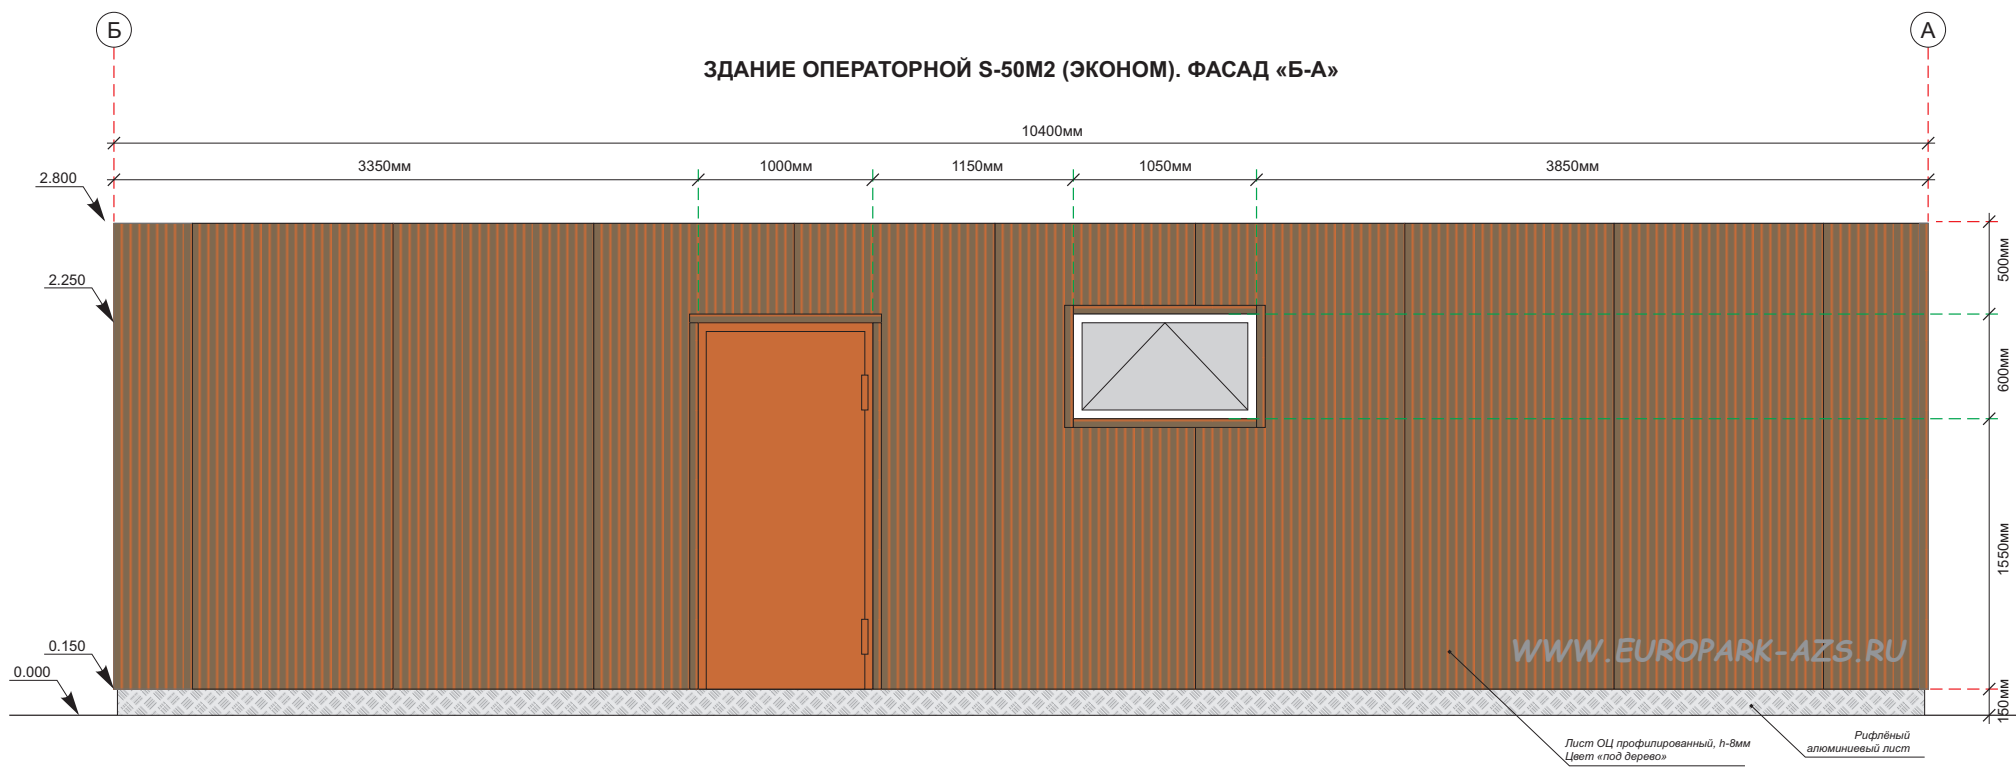 Б
А
ЗДАНИЕ ОПЕРАТОРНОЙ S-50М2 (ЭКОНОМ). ФАСАД «Б-А»
10400мм
3350мм
1000мм
1150мм
1050мм
3850мм
2.800
2.250
0.150
0.000
500мм
600мм
1550мм
150мм
WWW.EUROPARK-AZS.RU
Лист ОЦ профилированный, h-8мм
Цвет «под дерево»
Рифлёный
алюминиевый лист